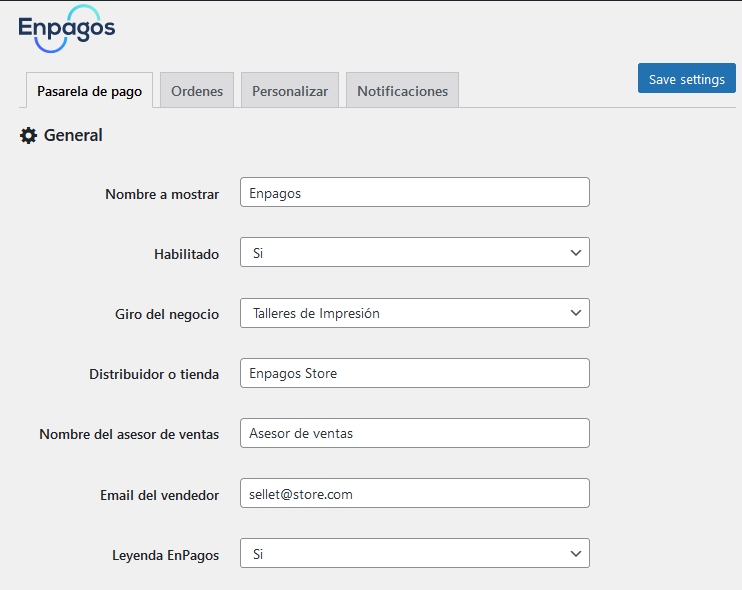 Enpagos
Pasarela de pago Ordenes Personalizar Notificaciones Save settings
General
Nombre a mostrar Enpagos
Habilitado Si
Giro del negocio Talleres de Impresión
Distribuidor o tienda Enpagos Store
Nombre del asesor de ventas Asesor de ventas
Email del vendedor sellet@store.com
Leyenda EnPagos Si